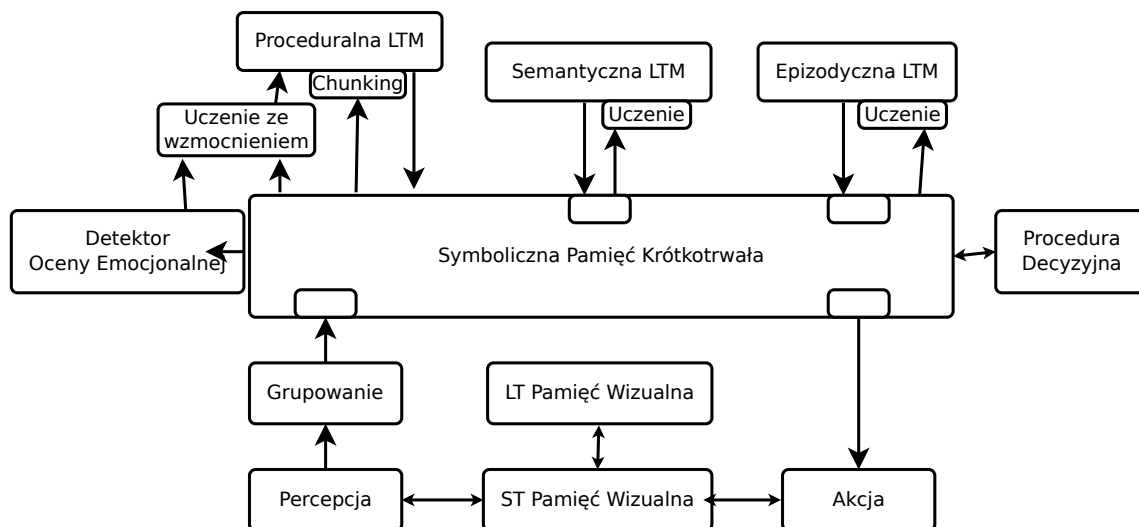 Proceduralna LTM
Chunking
Semantyczna LTM
Uczenie
Epizodyczna LTM
Uczenie
Uczenie ze
wzmocnieniem
Detektor
Oceny Emocjonalnej
Symboliczna Pamięć Krótkotrwała
Procedura
Decyzyjna
Grupowanie
LT Pamięć Wizualna
Percepcja
ST Pamięć Wizualna
Akcja